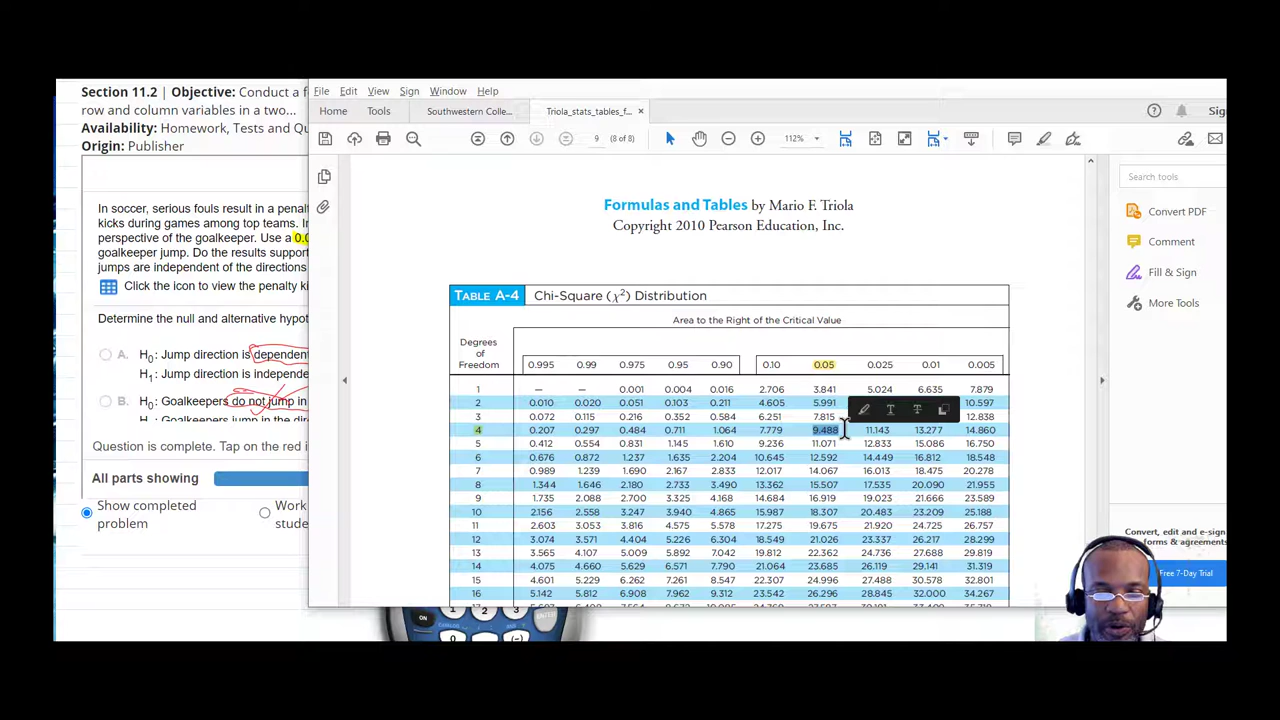 Section 11.2 | Objective: Conduct a f
row and column variables in a two...
Availability: Homework, Tests and Qu
Origin: Publisher
In soccer, serious fouls result in a penalt
kicks during games among top teams. In
perspective of the goalkeeper. Use a 0.0
goalkeeper jump. Do the results support
jumps are independent of the directions
Click the icon to view the penalty ki
Determine the null and alternative hypot
A. H0: Jump direction is dependent
H1: Jump direction is independe
B. H0: Goalkeepers do not jump in
Question is complete. Tap on the red i
All parts showing
Show completed problem
Work
stude
File Edit View Window Help
Home Tools Southwestern Colle... Triola_stats_tables_f... × Sig
9 (8 of 8) 112%
Formulas and Tables by Mario F. Triola
Copyright 2010 Pearson Education, Inc.
TABLE A-4 Chi-Square (χ²) Distribution
Area to the Right of the Critical Value
Degrees
of
Freedom 0.995 0.99 0.975 0.95 0.90 0.10 0.05 0.025 0.01 0.005
1 — — 0.001 0.004 0.016 2.706 3.841 5.024 6.635 7.879
2 0.010 0.020 0.051 0.103 0.211 4.605 5.991 10.597
3 0.072 0.115 0.216 0.352 0.584 6.251 7.815 12.838
4 0.207 0.297 0.484 0.711 1.064 7.779 9.488 11.143 13.277 14.860
5 0.412 0.554 0.831 1.145 1.610 9.236 11.071 12.833 15.086 16.750
6 0.676 0.872 1.237 1.635 2.204 10.645 12.592 14.449 16.812 18.548
7 0.989 1.239 1.690 2.167 2.833 12.017 14.067 16.013 18.475 20.278
8 1.344 1.646 2.180 2.733 3.490 13.362 15.507 17.535 20.090 21.955
9 1.735 2.088 2.700 3.325 4.168 14.684 16.919 19.023 21.666 23.589
10 2.156 2.558 3.247 3.940 4.865 15.987 18.307 20.483 23.209 25.188
11 2.603 3.053 3.816 4.575 5.578 17.275 19.675 21.920 24.725 26.757
12 3.074 3.571 4.404 5.226 6.304 18.549 21.026 23.337 26.217 28.299
13 3.565 4.107 5.009 5.892 7.042 19.812 22.362 24.736 27.688 29.819
14 4.075 4.660 5.629 6.571 7.790 21.064 23.685 26.119 29.141 31.319
15 4.601 5.229 6.262 7.261 8.547 22.307 24.996 27.488 30.578 32.801
16 5.142 5.812 6.908 7.962 9.312 23.542 26.296 28.845 32.000 34.267
Search tools
Convert PDF
Comment
Fill & Sign
More Tools
Convert, edit and e-sign
forms & agreements
Free 7-Day Trial
ON 1 2 3 ENTER
0 (-)